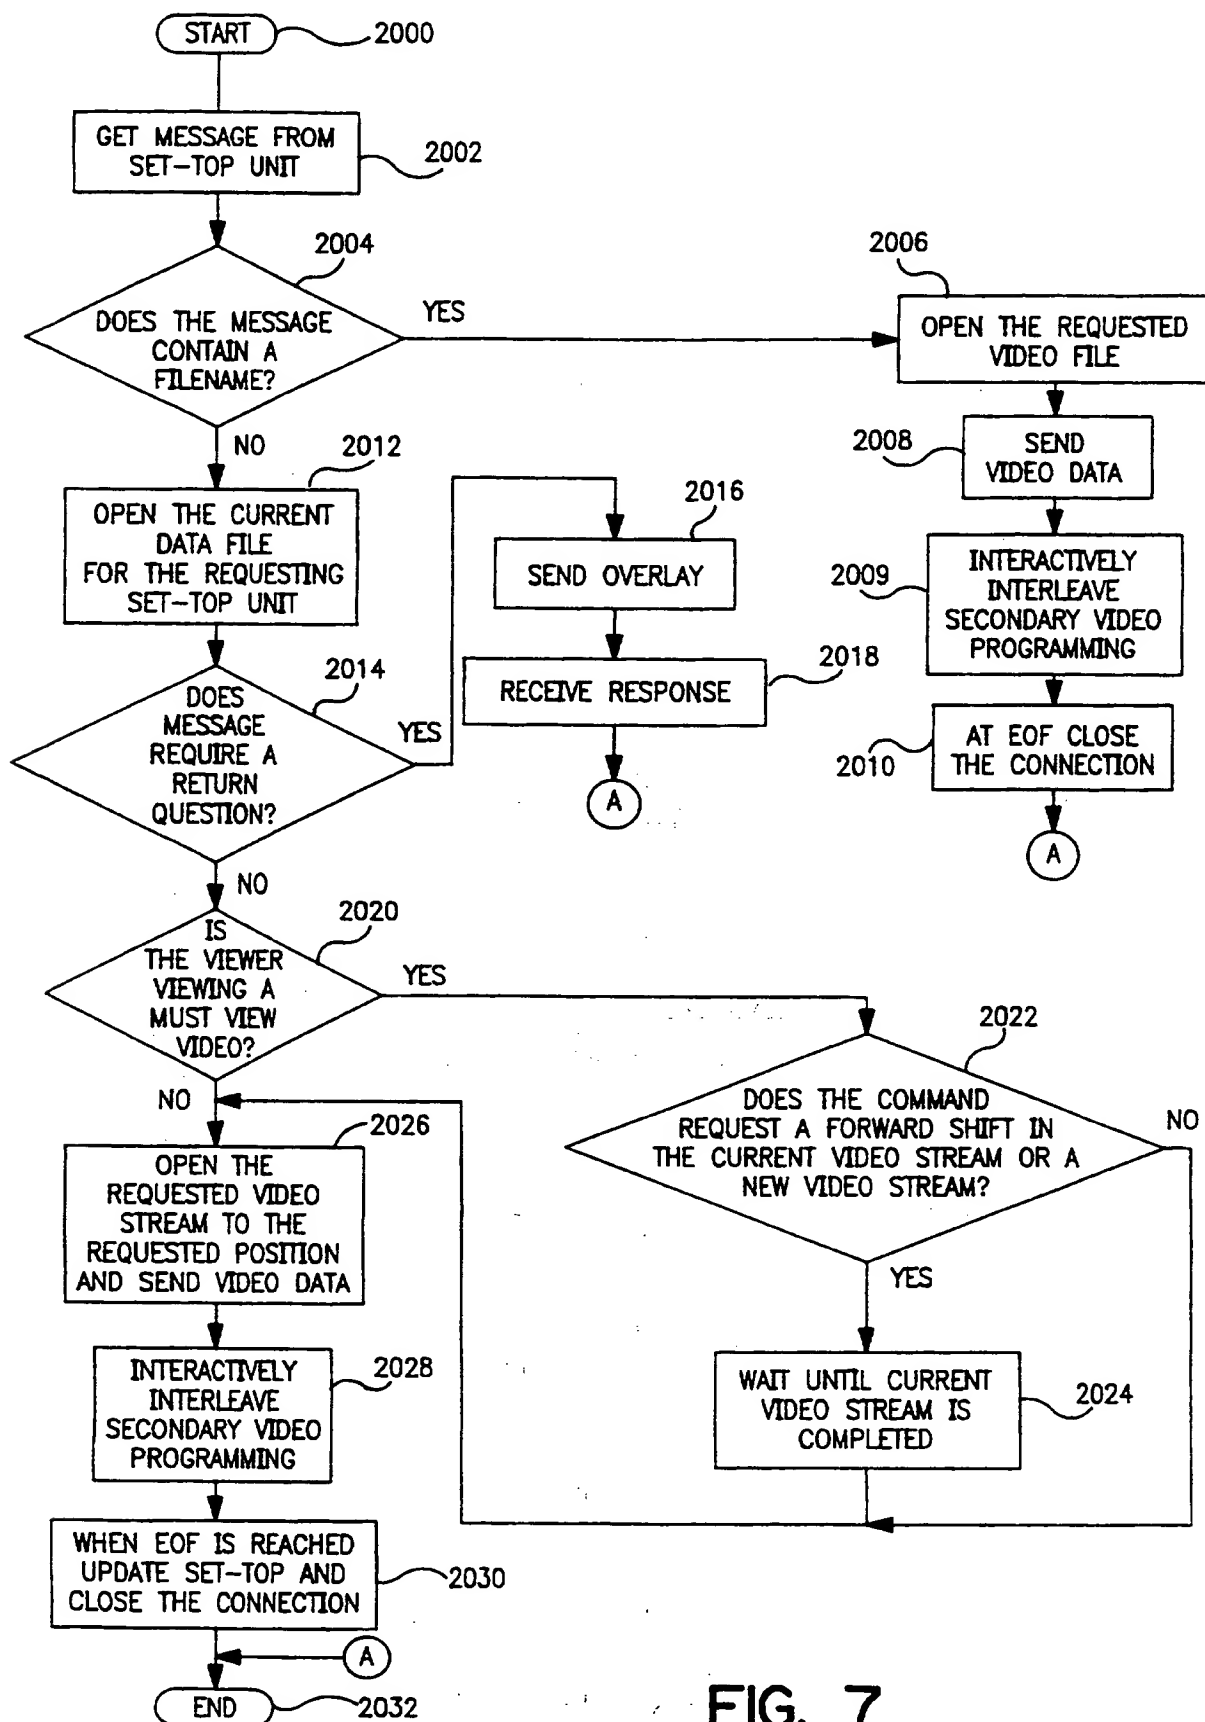 START
2000
GET MESSAGE FROM
SET-TOP UNIT
2002
2004
DOES THE MESSAGE
CONTAIN A
FILENAME?
YES
NO
2006
OPEN THE REQUESTED
VIDEO FILE
2008
SEND
VIDEO DATA
2009
INTERACTIVELY
INTERLEAVE
SECONDARY VIDEO
PROGRAMMING
2010
AT EOF CLOSE
THE CONNECTION
A
2012
OPEN THE CURRENT
DATA FILE
FOR THE REQUESTING
SET-TOP UNIT
2014
DOES
MESSAGE
REQUIRE A
RETURN
QUESTION?
YES
NO
2016
SEND OVERLAY
2018
RECEIVE RESPONSE
A
2020
IS
THE VIEWER
VIEWING A
MUST VIEW
VIDEO?
YES
NO
2022
DOES THE COMMAND
REQUEST A FORWARD SHIFT IN
THE CURRENT VIDEO STREAM OR A
NEW VIDEO STREAM?
NO
YES
2024
WAIT UNTIL CURRENT
VIDEO STREAM IS
COMPLETED
2026
OPEN THE
REQUESTED VIDEO
STREAM TO THE
REQUESTED POSITION
AND SEND VIDEO DATA
2028
INTERACTIVELY
INTERLEAVE
SECONDARY VIDEO
PROGRAMMING
WHEN EOF IS REACHED
UPDATE SET-TOP AND
CLOSE THE CONNECTION
2030
A
END
2032
FIG. 7